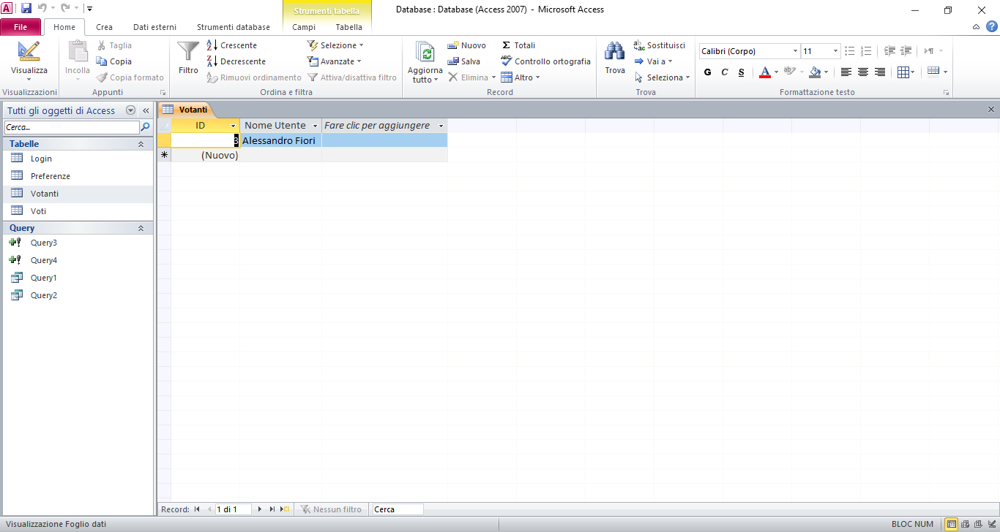 Strumenti tabella
Database : Database (Access 2007) - Microsoft Access
File Home Crea Dati esterni Strumenti database Campi Tabella
Visualizza
Visualizzazioni
Incolla
Taglia
Copia
Copia formato
Appunti
Filtro
Crescente
Decrescente
Rimuovi ordinamento
Selezione
Avanzate
Attiva/disattiva filtro
Ordina e filtra
Aggiorna
tutto
Nuovo
Salva
Elimina
Totali
Controllo ortografia
Altro
Record
Trova
Sostituisci
Vai a
Seleziona
Trova
Calibri (Corpo) 11
G C S A
Formattazione testo
Tutti gli oggetti di Access
Cerca...
Tabelle
Login
Preferenze
Votanti
Voti
Query
Query3
Query4
Query1
Query2
Votanti
ID Nome Utente Fare clic per aggiungere
3 Alessandro Fiori
(Nuovo)
Record: 1 di 1 Nessun filtro Cerca
Visualizzazione Foglio dati BLOC NUM